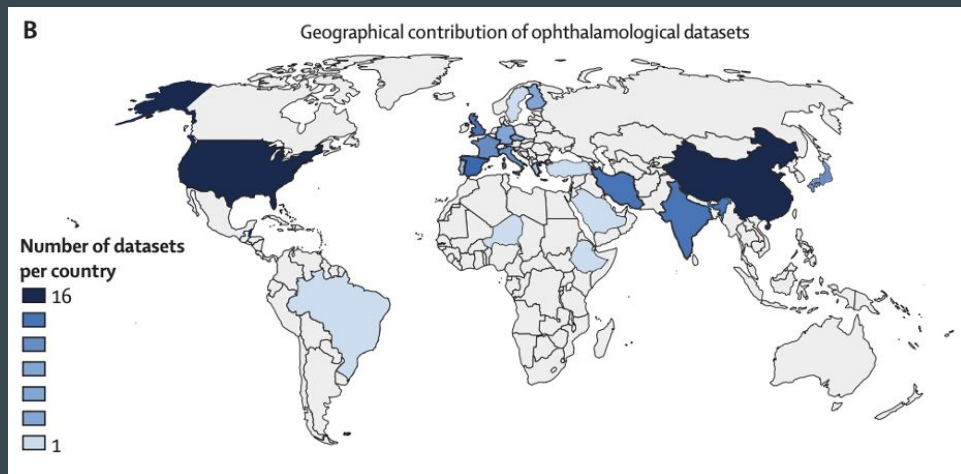 B
Geographical contribution of ophthalamological datasets
Number of datasets
per country
16
1